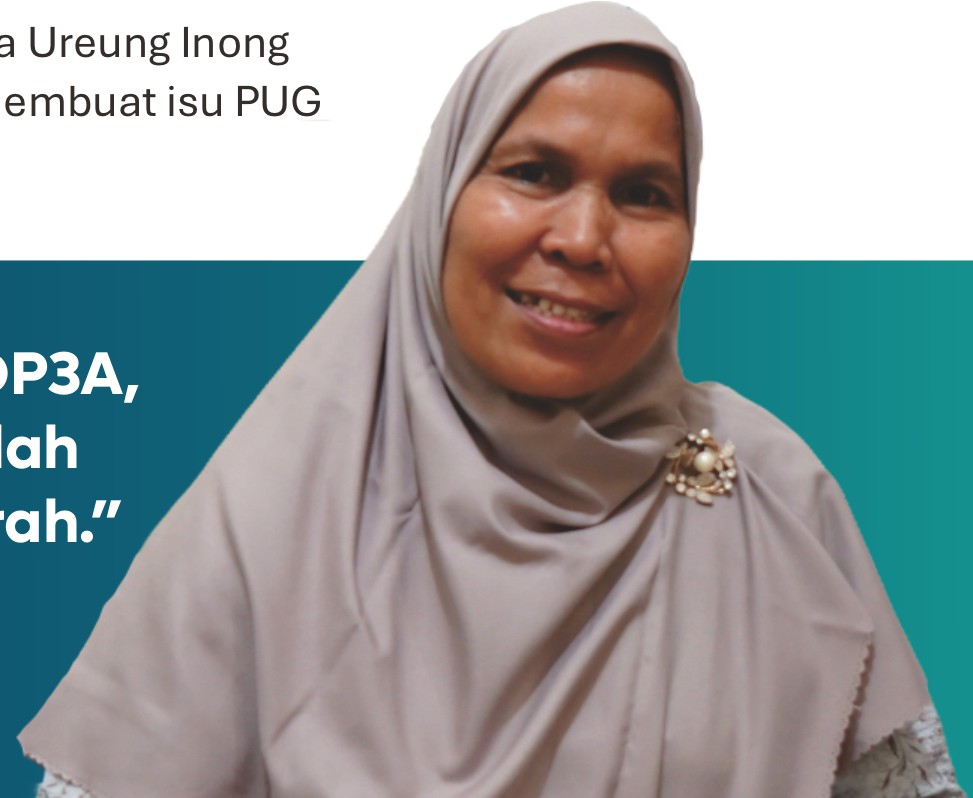 a Ureung Inong
embuat isu PUG
P3A,
lah
rah.”